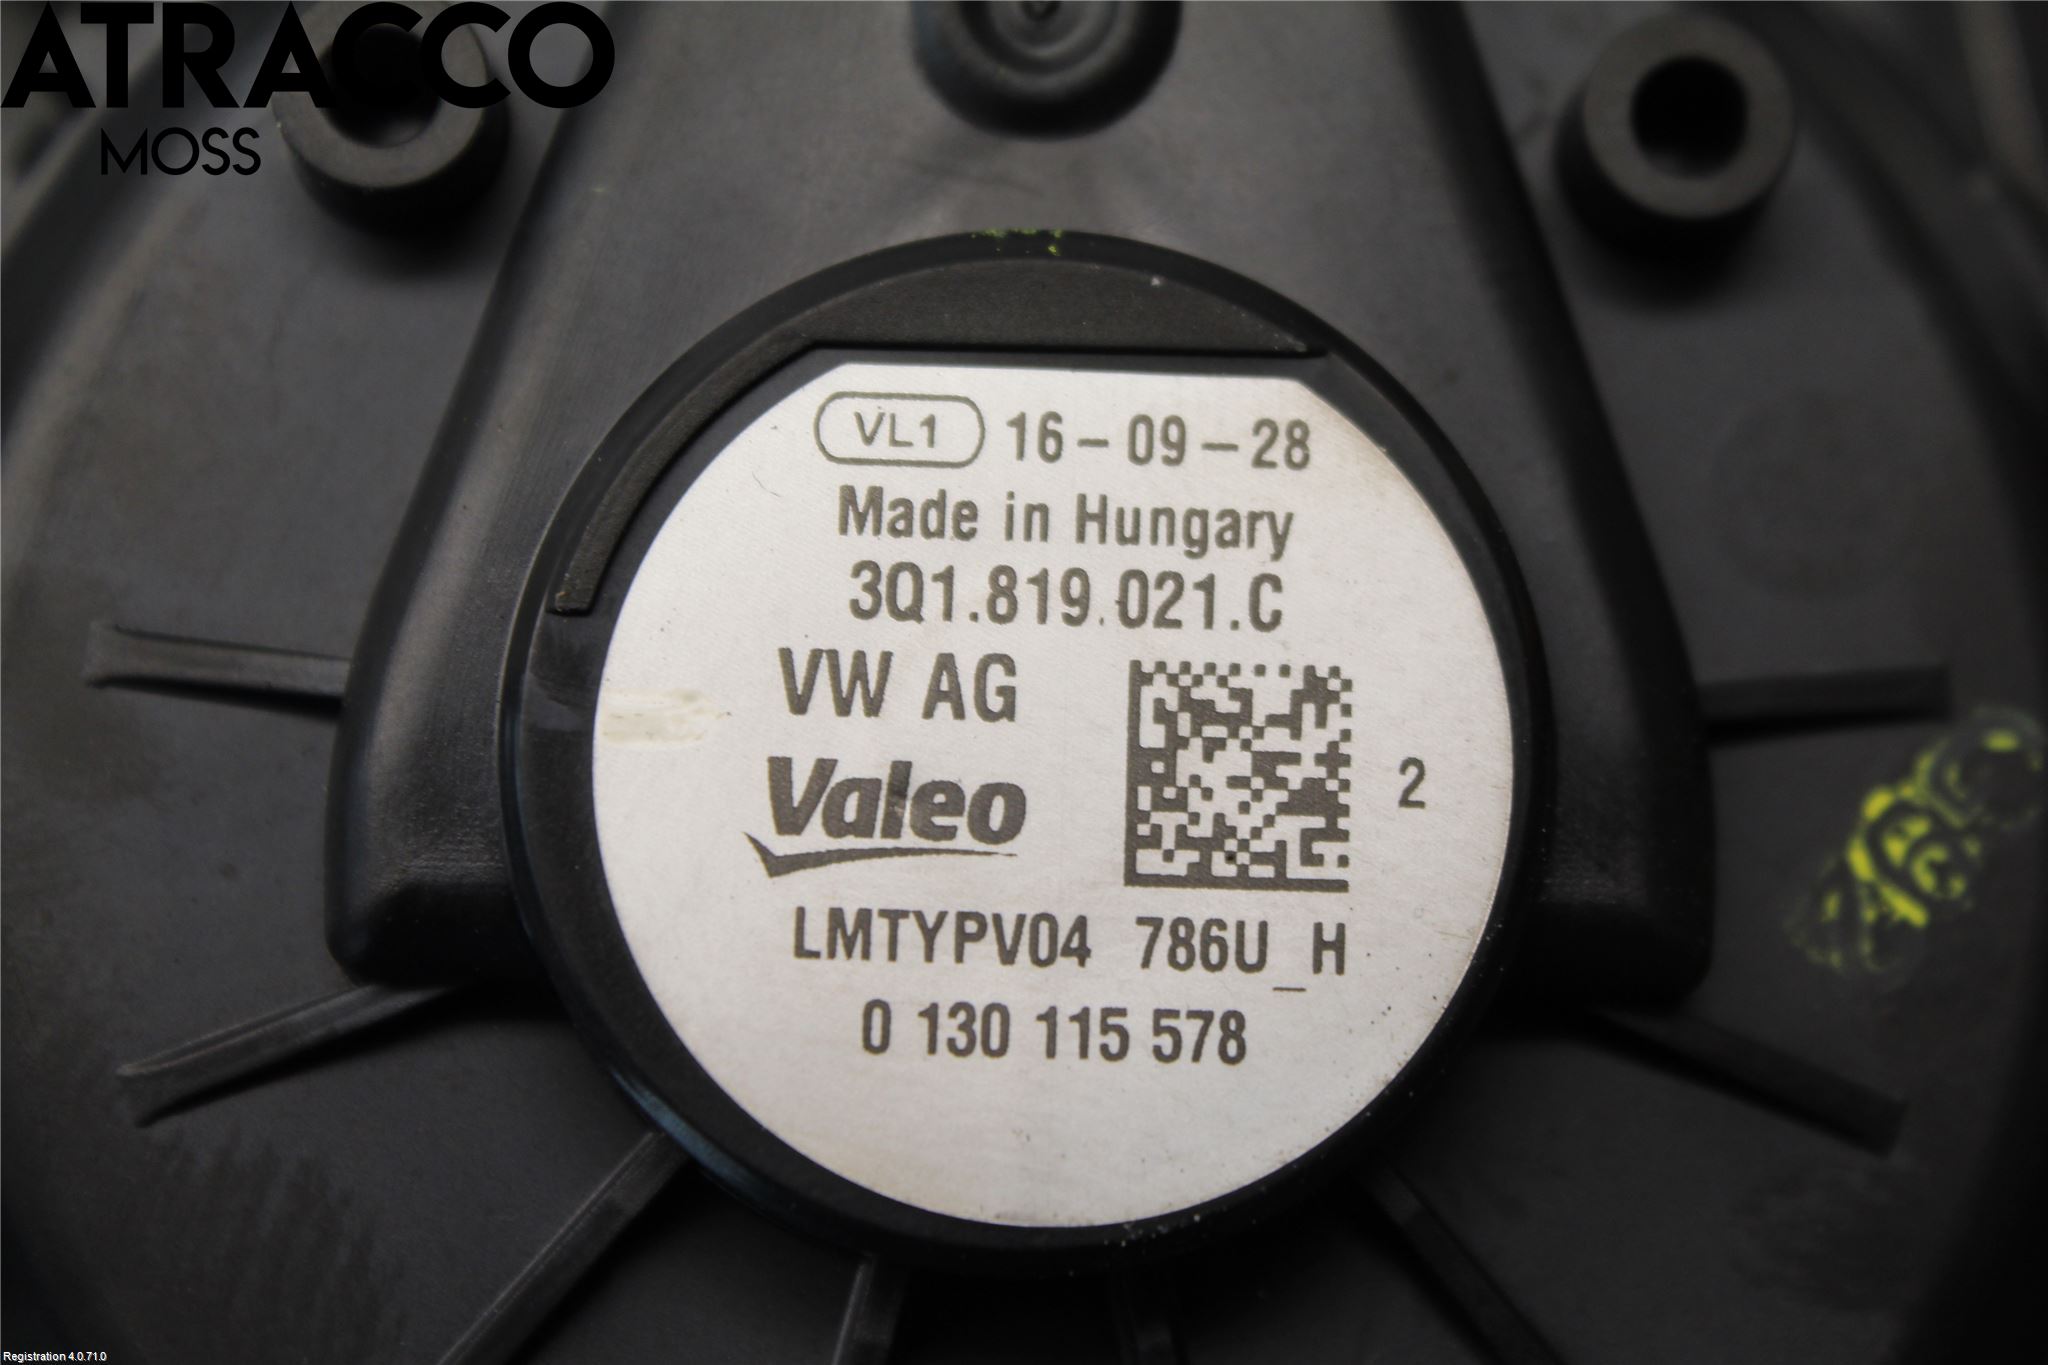 ATRACCO
MOSS
VL1 16-09-28
Made in Hungary
3Q1.819.021.C
VW AG
Valeo
2
LMTYPV04 786U_H
0 130 115 578
Registration 4.0.71.0